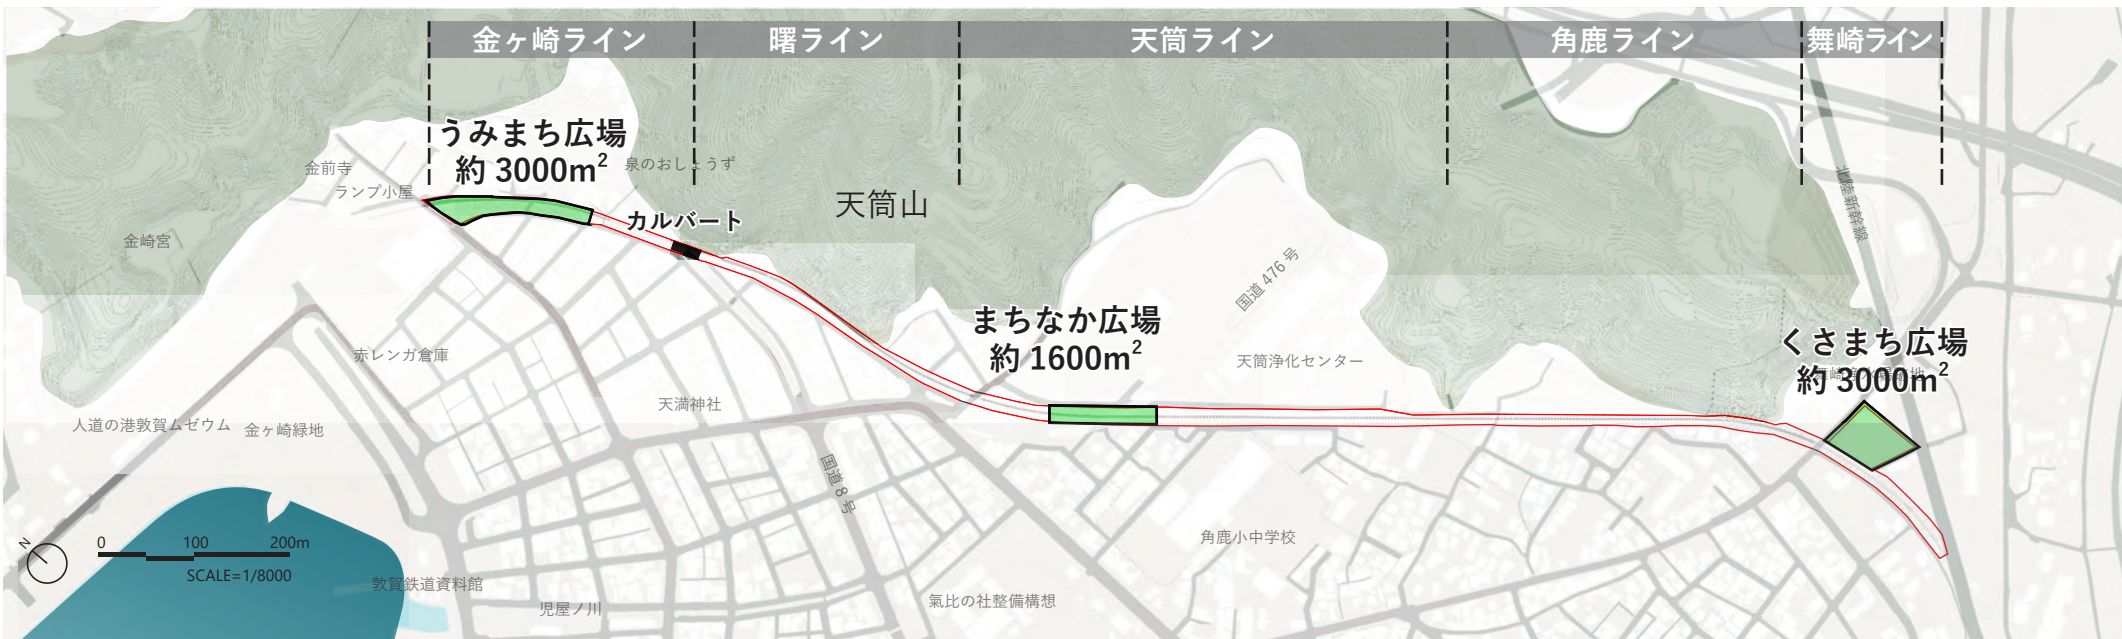 金ヶ崎ライン
曙ライン
天筒ライン
角鹿ライン
舞崎ライン
うみまち広場
約 3000m²
泉のおしょうず
金前寺
ランプ小屋
カルバート
天筒山
金崎宮
北陸新幹線
国道 476 号
まちなか広場
約 1600m²
くさまち広場
約 3000m²
赤レンガ倉庫
天筒浄化センター
天満神社
人道の港敦賀ムゼウム
金ヶ崎緑地
国道 8 号
N
0 100 200m
SCALE=1/8000
角鹿小中学校
敦賀鉄道資料館
児屋ノ川
氣比の社整備構想